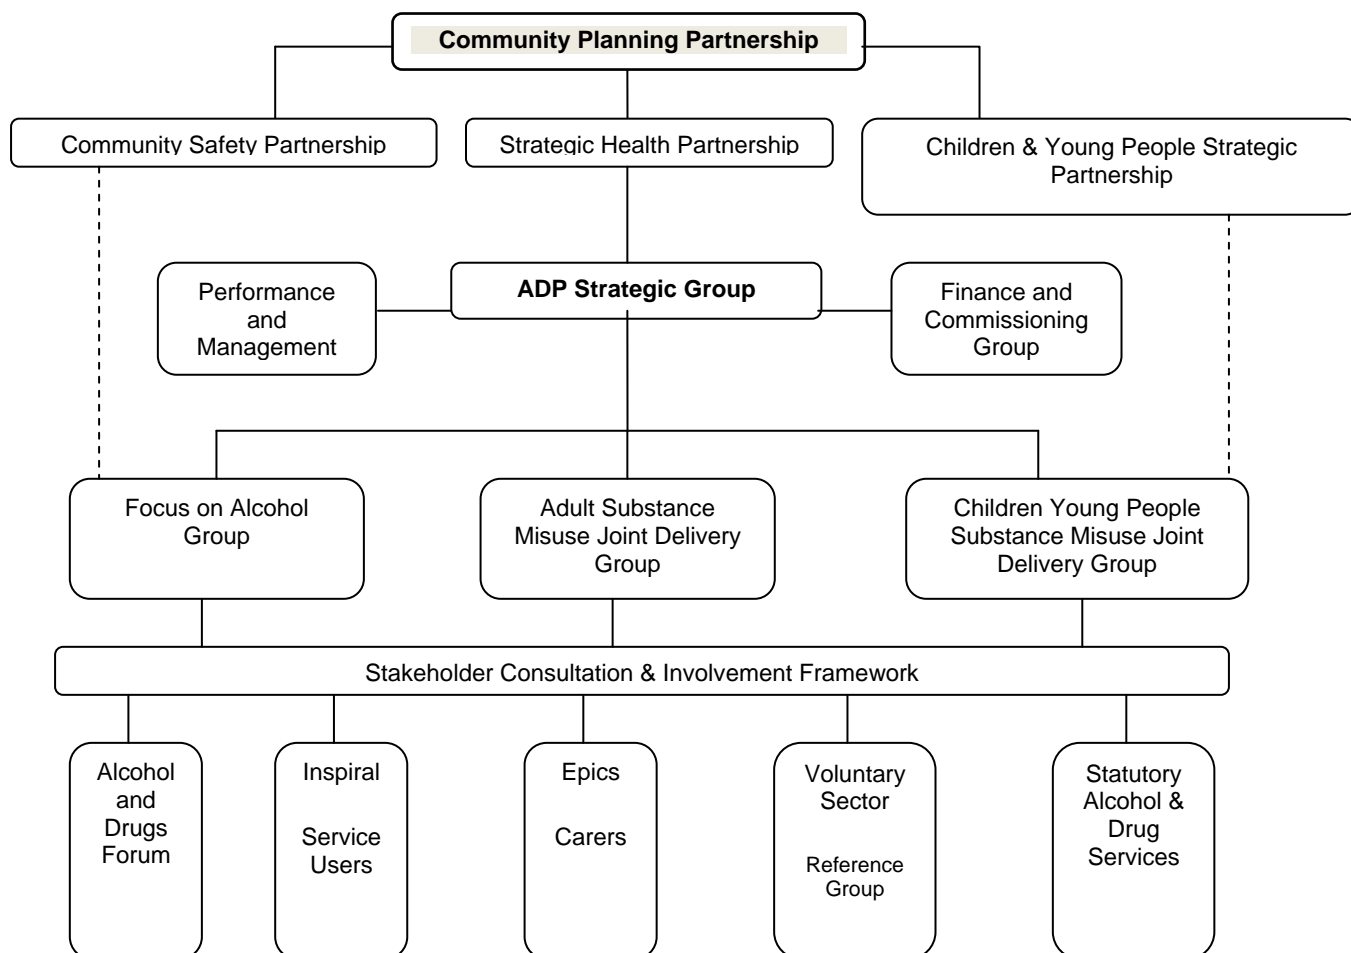 Community Planning Partnership
Community Safety Partnership
Strategic Health Partnership
Children & Young People Strategic
Partnership
Performance
and
Management
ADP Strategic Group
Finance and
Commissioning
Group
Focus on Alcohol
Group
Adult Substance
Misuse Joint Delivery
Group
Children Young People
Substance Misuse Joint
Delivery Group
Stakeholder Consultation & Involvement Framework
Alcohol
and
Drugs
Forum
Inspiral
Service
Users
Epics
Carers
Voluntary
Sector
Reference
Group
Statutory
Alcohol &
Drug
Services